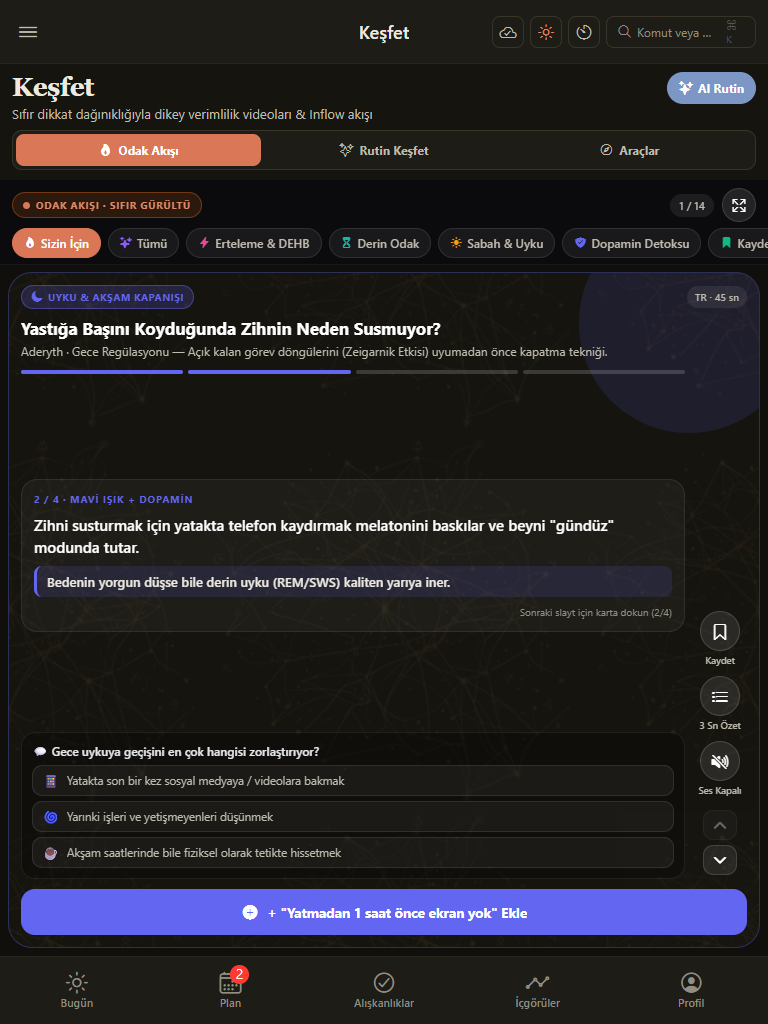 Keşfet
Komut veya ...
⌘
K
Keşfet
AI Rutin
Sıfır dikkat dağınıklığıyla dikey verimlilik videoları & Inflow akışı
Odak Akışı
Rutin Keşfet
Araçlar
ODAK AKIŞI · SIFIR GÜRÜLTÜ
1 / 14
Sizin İçin
Tümü
Erteleme & DEHB
Derin Odak
Sabah & Uyku
Dopamin Detoksu
Kayde
UYKU & AKŞAM KAPANIŞI
TR · 45 sn
Yastığa Başını Koyduğunda Zihnin Neden Susmuyor?
Aderyth · Gece Regülasyonu — Açık kalan görev döngülerini (Zeigarnik Etkisi) uyumadan önce kapatma tekniği.
2 / 4 · MAVİ IŞIK + DOPAMİN
Zihni susturmak için yatakta telefon kaydırmak melatonini baskılar ve beyni "gündüz"
modunda tutar.
Bedenin yorgun düşse bile derin uyku (REM/SWS) kaliten yarıya iner.
Sonraki slayt için karta dokun (2/4)
Kaydet
3 Sn Özet
Ses Kapalı
Gece uykuya geçişini en çok hangisi zorlaştırıyor?
Yatakta son bir kez sosyal medyaya / videolara bakmak
Yarınki işleri ve yetişmeyenleri düşünmek
Akşam saatlerinde bile fiziksel olarak tetikte hissetmek
+ "Yatmadan 1 saat önce ekran yok" Ekle
Bugün
2
Plan
Alışkanlıklar
İçgörüler
Profil